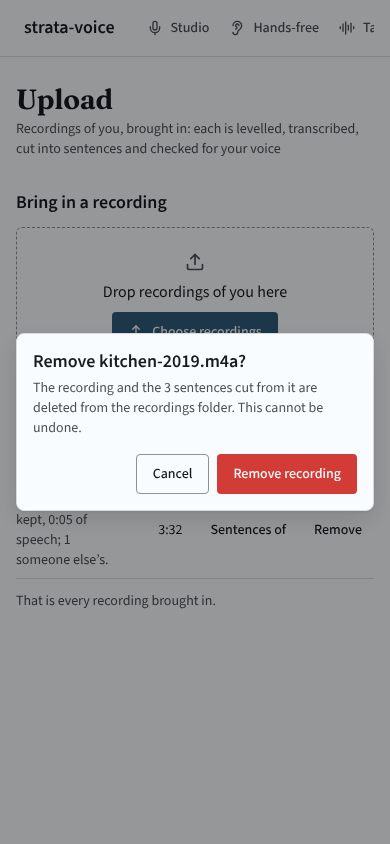 strata-voice Studio Hands-free Ta
Upload
Recordings of you, brought in: each is levelled, transcribed,
cut into sentences and checked for your voice
Bring in a recording
Drop recordings of you here
Choose recordings
Remove kitchen-2019.m4a?
The recording and the 3 sentences cut from it are
deleted from the recordings folder. This cannot be
undone.
Cancel Remove recording
kept, 0:05 of
speech; 1
someone else’s.
3:32 Sentences of Remove
That is every recording brought in.